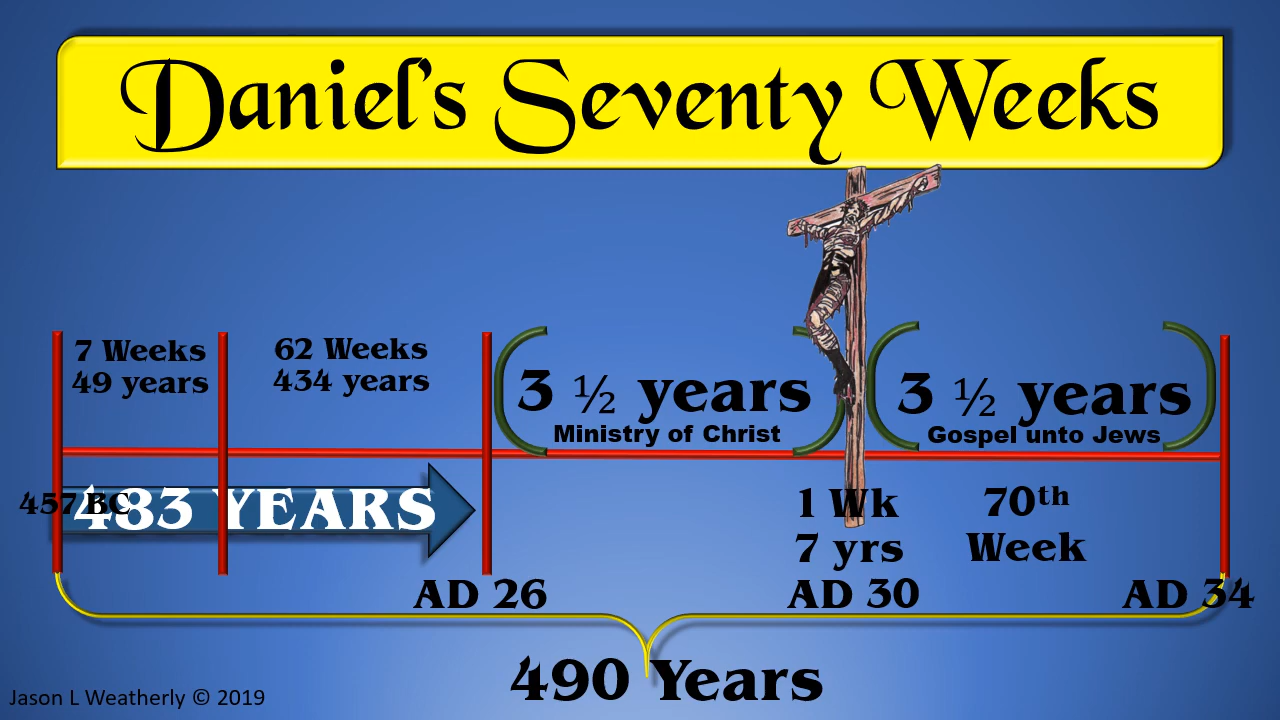 Daniel's Seventy Weeks
7 Weeks
49 years
62 Weeks
434 years
3 ½ years
Ministry of Christ
3 ½ years
Gospel unto Jews
457 BC
483 YEARS
1 Wk
7 yrs
70th
Week
AD 26
AD 30
AD 34
490 Years
Jason L Weatherly © 2019